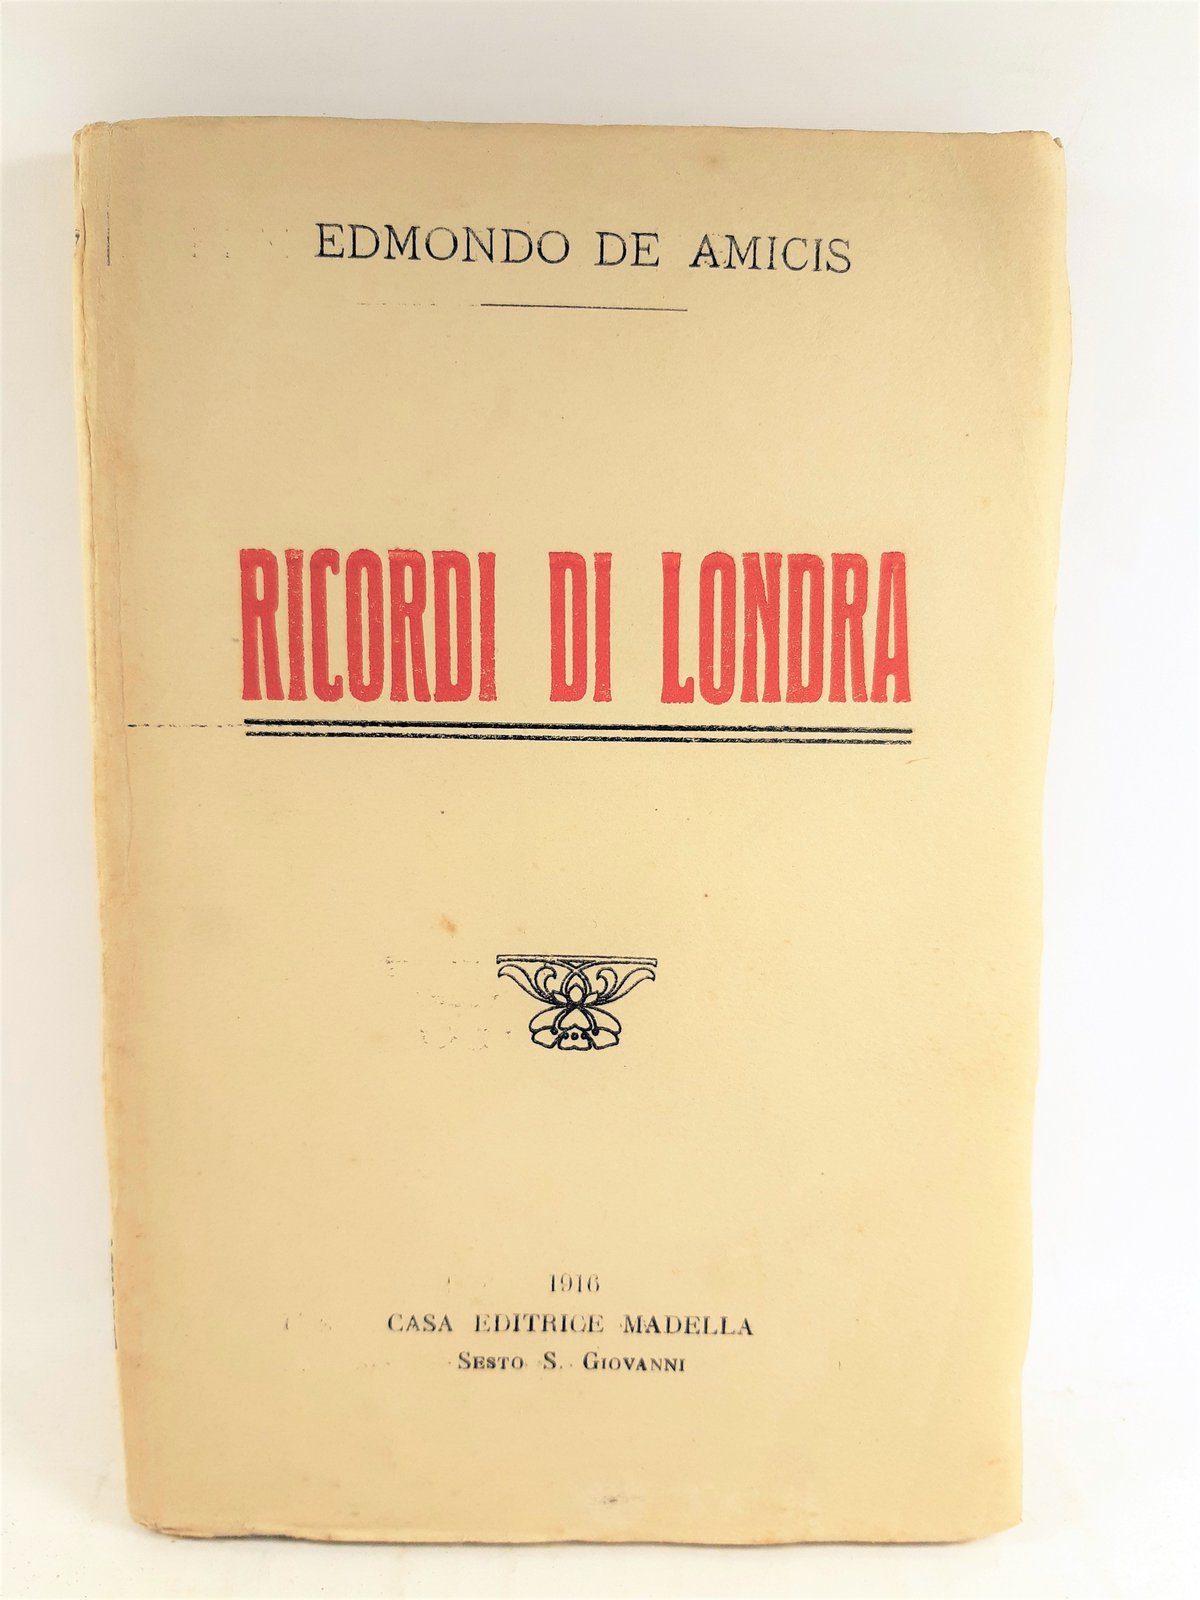 EDMONDO DE AMICIS
RICORDI DI LONDRA
1916
CASA EDITRICE MADELLA
SESTO S. GIOVANNI